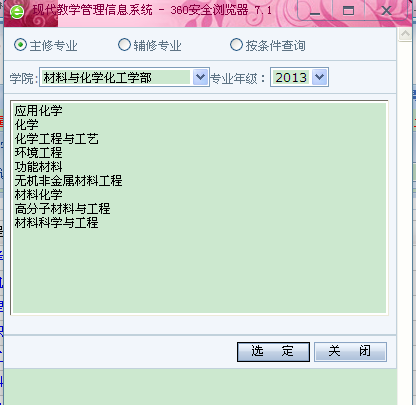 现代教学管理信息系统 - 360安全浏览器 7.1
主修专业 辅修专业 按条件查询
学院: 材料与化学化工学部 专业年级: 2013
应用化学
化学
化学工程与工艺
环境工程
功能材料
无机非金属材料工程
材料化学
高分子材料与工程
材料科学与工程
选 定 关 闭